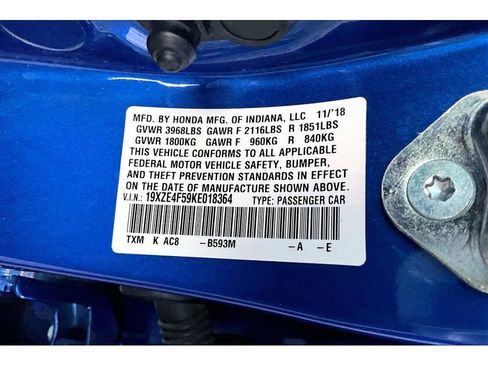 MFD. BY HONDA MFG. OF INDIANA, LLC 11/'18
GVWR 3968LBS GAWR F 2116LBS R 1851LBS
GVWR 1800KG GAWR F 960KG R 840KG
THIS VEHICLE CONFORMS TO ALL APPLICABLE
FEDERAL MOTOR VEHICLE SAFETY, BUMPER,
AND THEFT PREVENTION STANDARDS IN EFFECT
ON THE DATE OF MANUFACTURE SHOWN ABOVE.
V.I.N.: 19XZE4F59KE018364 TYPE: PASSENGER CAR
TXM K AC8 -B593M -A -E